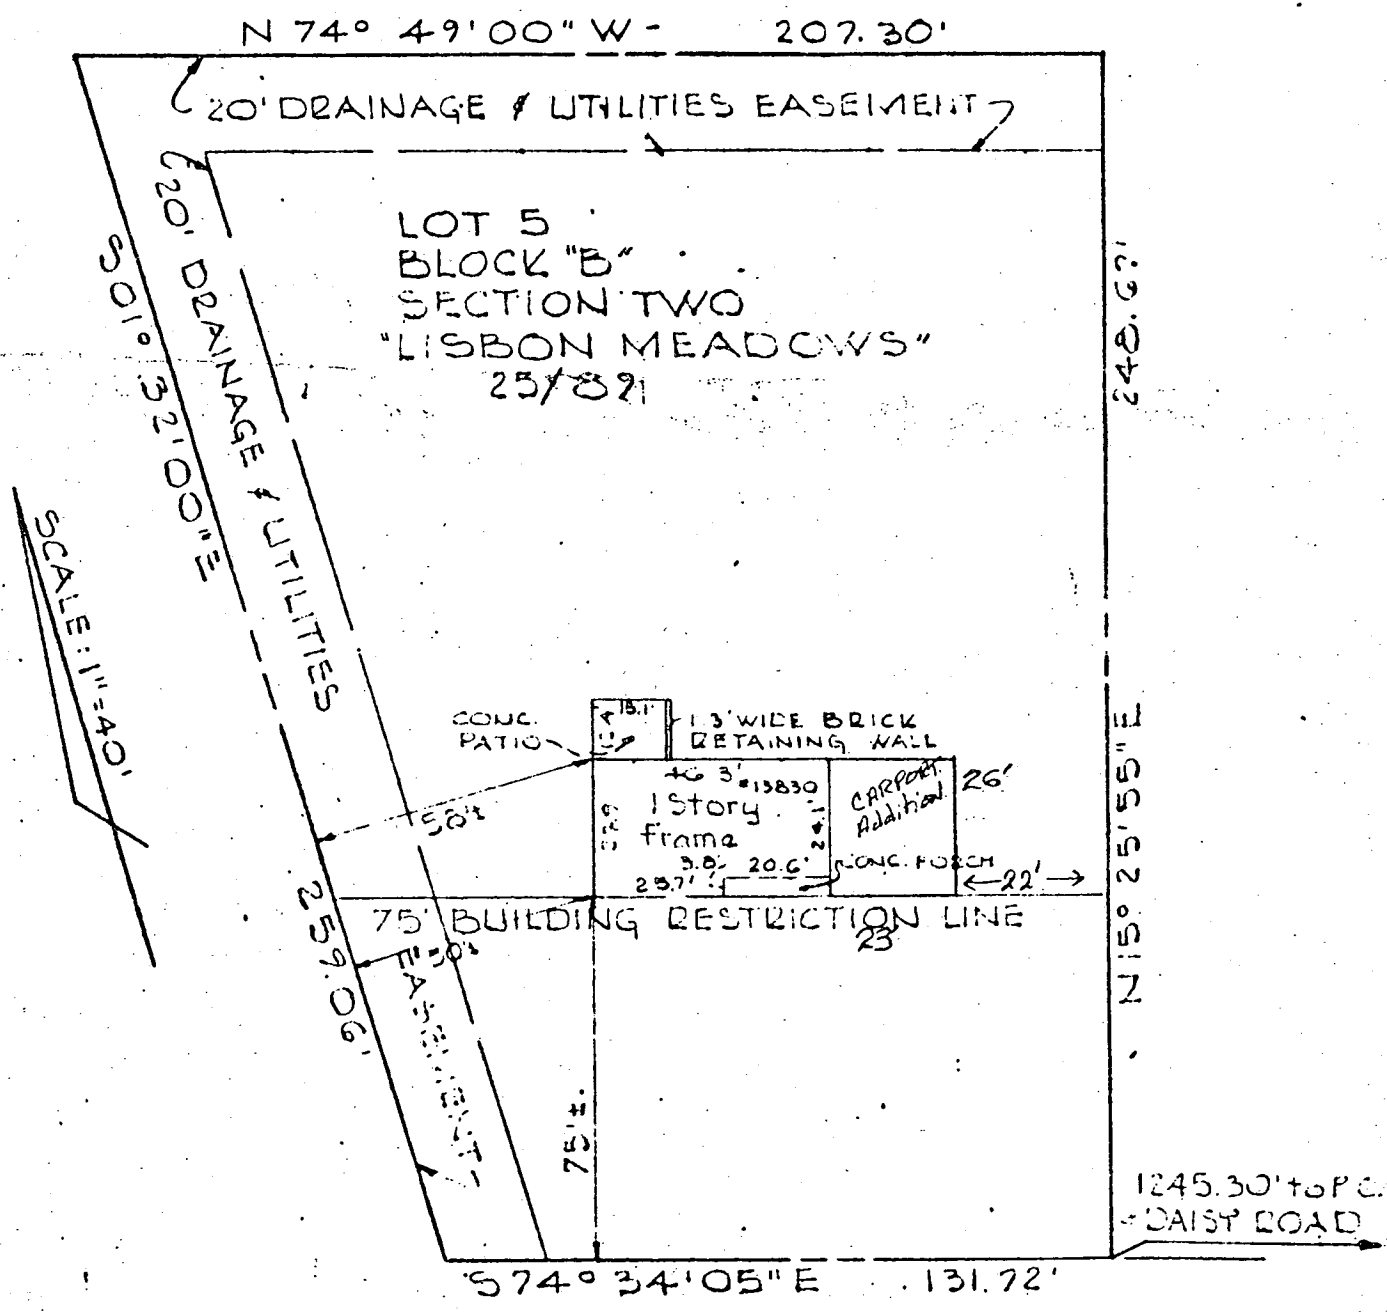 N 74° 49' 00" W - 207.30'
20' DRAINAGE & UTILITIES EASEMENT
20' DRAINAGE & UTILITIES
EASEMENT
LOT 5
BLOCK "B"
SECTION TWO
"LISBON MEADOWS"
25/89
S 01° 32' 00" E
259.06'
248.67'
N 15° 25' 55" E
SCALE: 1" = 40'
CONC.
PATIO
15.1'
1.3' WIDE BRICK
RETAINING WALL
#13830
1 Story
Frame
24.1
CARPORT
Addition
26'
3.8'
20.6'
25.7'
CONC. PORCH
22'
50'±
75' BUILDING RESTRICTION LINE
23
75'±
1245.30' to P.C.
DAISY ROAD
S 74° 34' 05" E 131.72'